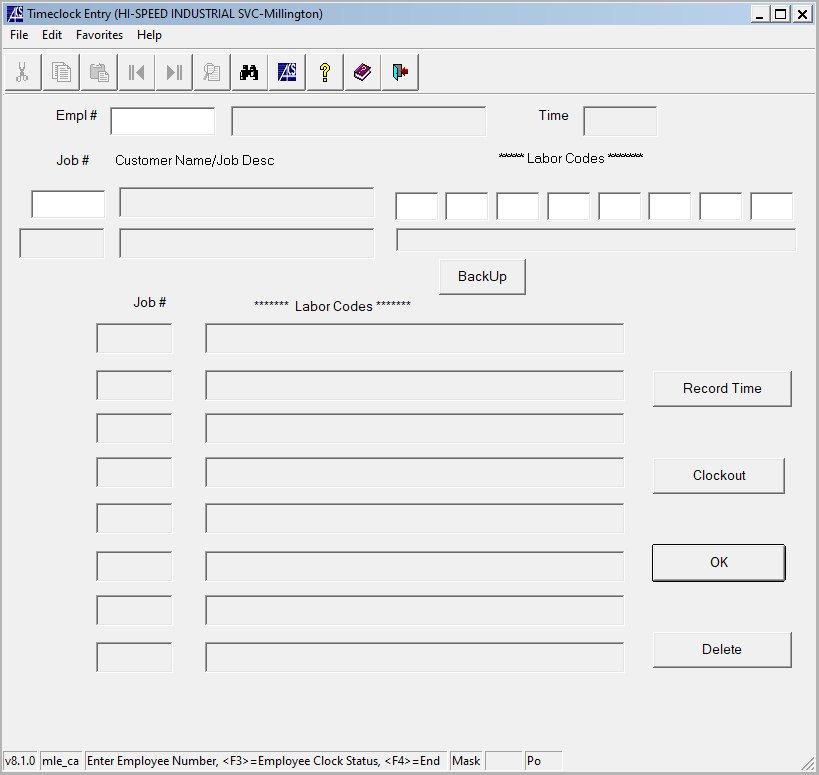 Timeclock Entry (HI-SPEED INDUSTRIAL SVC-Millington)
File Edit Favorites Help
Empl # Time
Job # Customer Name/Job Desc ****** Labor Codes ********
BackUp
Job # ******* Labor Codes *******
Record Time
Clockout
OK
Delete
v8.1.0 mle_ca Enter Employee Number, <F3>=Employee Clock Status, <F4>=End Mask Po